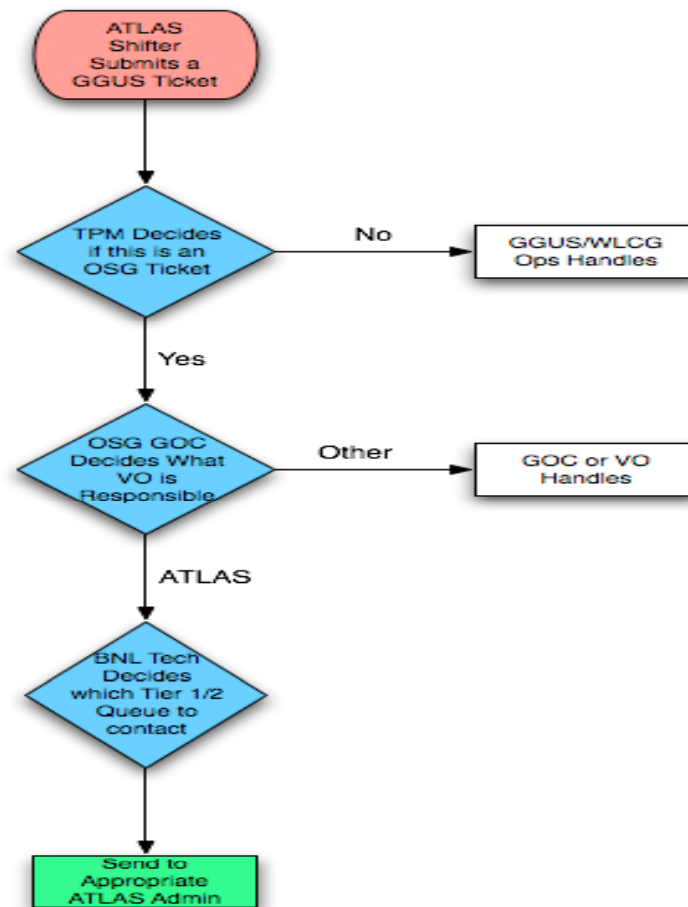 ATLAS
Shifter
Submits a
GGUS Ticket
TPM Decides
if this is an
OSG Ticket
No
GGUS/WLCG
Ops Handles
Yes
OSG GOC
Decides What
VO is
Responsible
Other
GOC or VO
Handles
ATLAS
BNL Tech
Decides
which Tier 1/2
Queue to
contact
Send to
Appropriate
ATLAS Admin